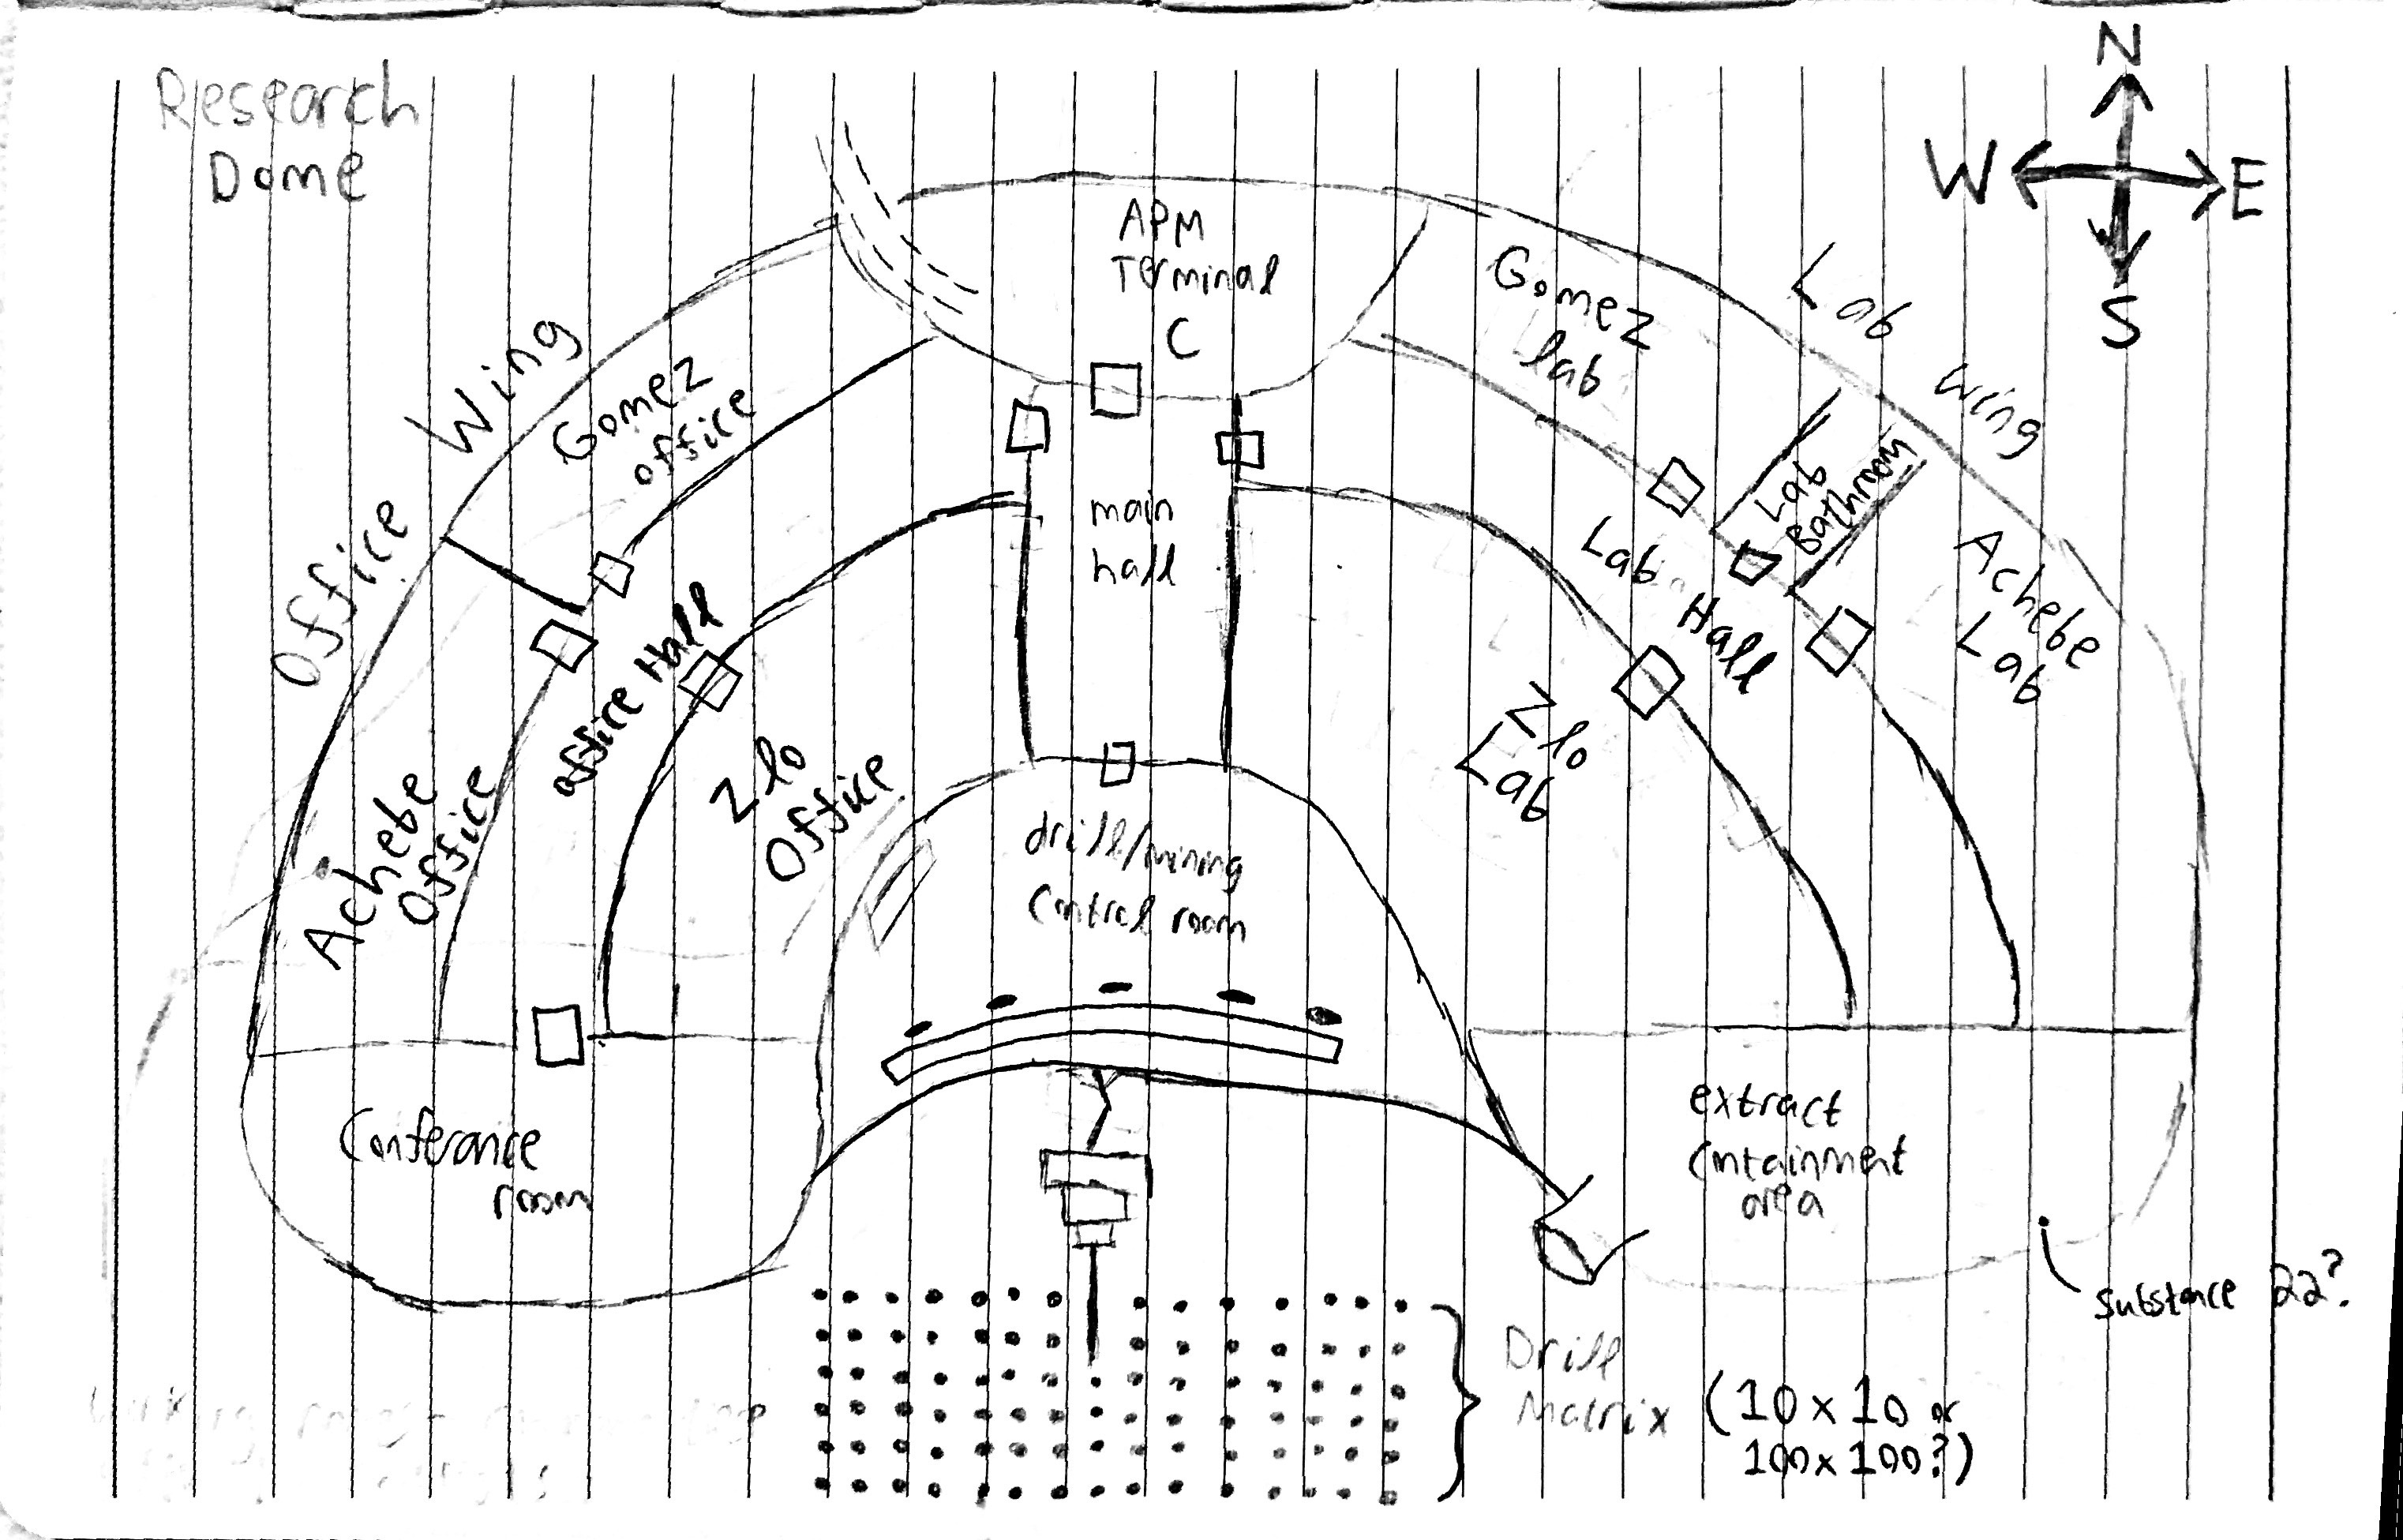 Research
Dome
N
W
E
S
APM
Terminal
C
Office Wing
Gomez
office
Gomez
lab
Lab Wing
main
hall
Lab
Bathroom
Lab Hall
Achebe
Lab
office Hall
Zlo
Office
Zlo
Lab
Achebe
Office
drill/mining
Control room
Conferance
room
extract
containment
area
substance 22?
Drill
Matrix
(10 x 10 or
100 x 100?)